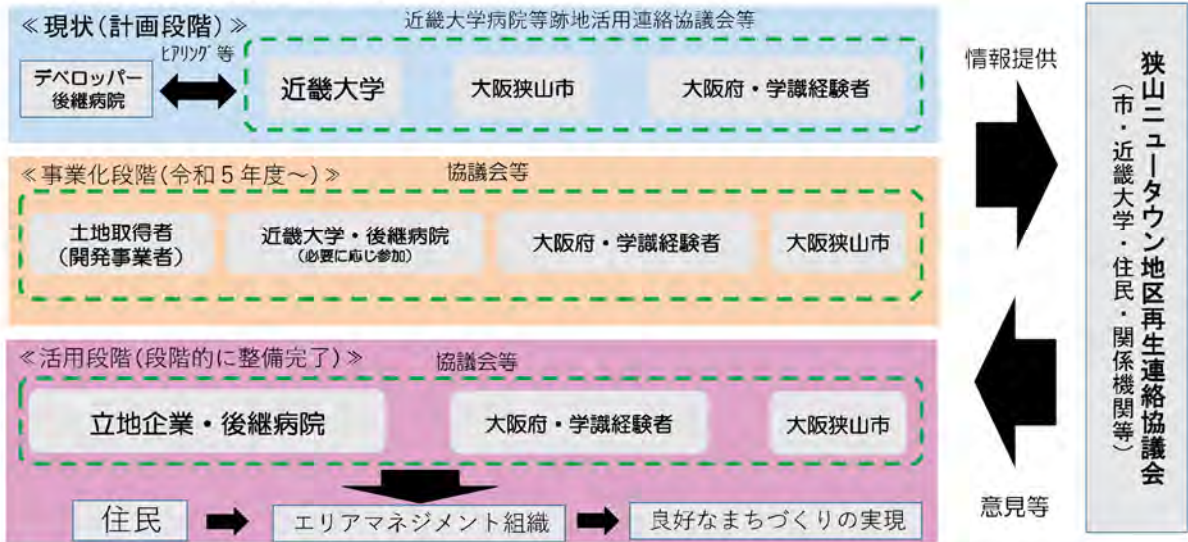 ≪現状(計画段階)≫
近畿大学病院等跡地活用連絡協議会等
ﾋｱﾘﾝｸﾞ 等
デベロッパー
後継病院
近畿大学
大阪狭山市
大阪府・学識経験者
≪事業化段階(令和5年度～)≫
協議会等
土地取得者
(開発事業者)
近畿大学・後継病院
(必要に応じ参加)
大阪府・学識経験者
大阪狭山市
≪活用段階(段階的に整備完了)≫
協議会等
立地企業・後継病院
大阪府・学識経験者
大阪狭山市
住民
エリアマネジメント組織
良好なまちづくりの実現
情報提供
意見等
狭山ニュータウン地区再生連絡協議会
(市・近畿大学・住民・関係機関等)